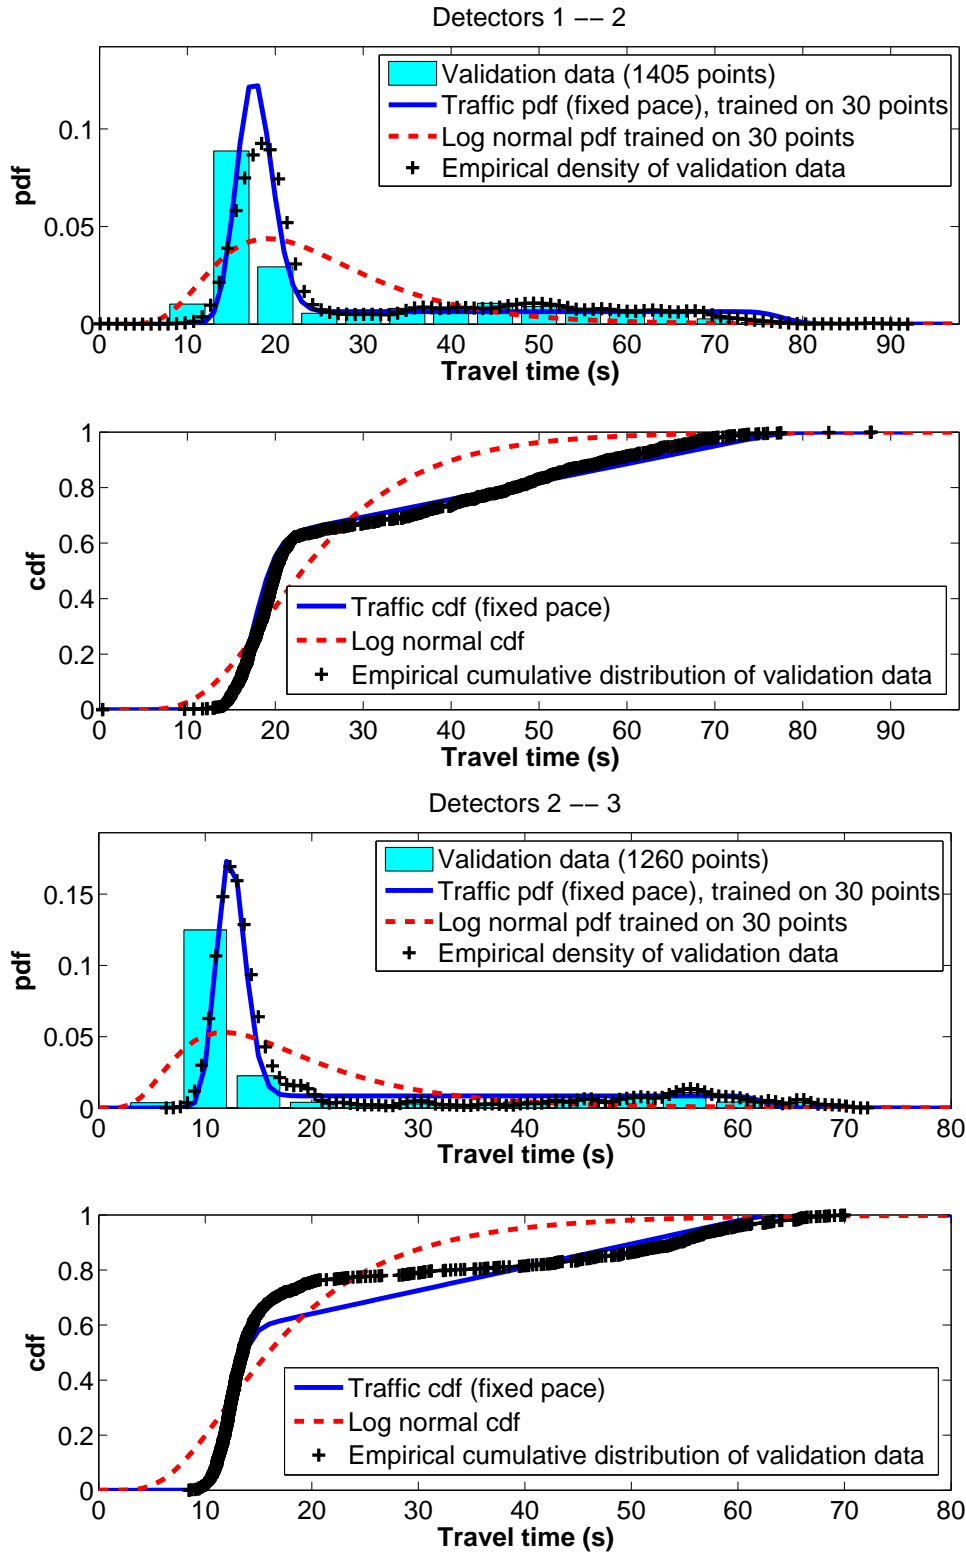 Detectors 1 −− 2
Validation data (1405 points)
Traffic pdf (fixed pace), trained on 30 points
Log normal pdf trained on 30 points
Empirical density of validation data
pdf
0.1
0.05
0
0 10 20 30 40 50 60 70 80 90
Travel time (s)
1
0.8
0.6
0.4
0.2
0
cdf
Traffic cdf (fixed pace)
Log normal cdf
Empirical cumulative distribution of validation data
0 10 20 30 40 50 60 70 80 90
Travel time (s)
Detectors 2 −− 3
Validation data (1260 points)
Traffic pdf (fixed pace), trained on 30 points
Log normal pdf trained on 30 points
Empirical density of validation data
pdf
0.15
0.1
0.05
0
0 10 20 30 40 50 60 70 80
Travel time (s)
1
0.8
0.6
0.4
0.2
0
cdf
Traffic cdf (fixed pace)
Log normal cdf
Empirical cumulative distribution of validation data
0 10 20 30 40 50 60 70 80
Travel time (s)